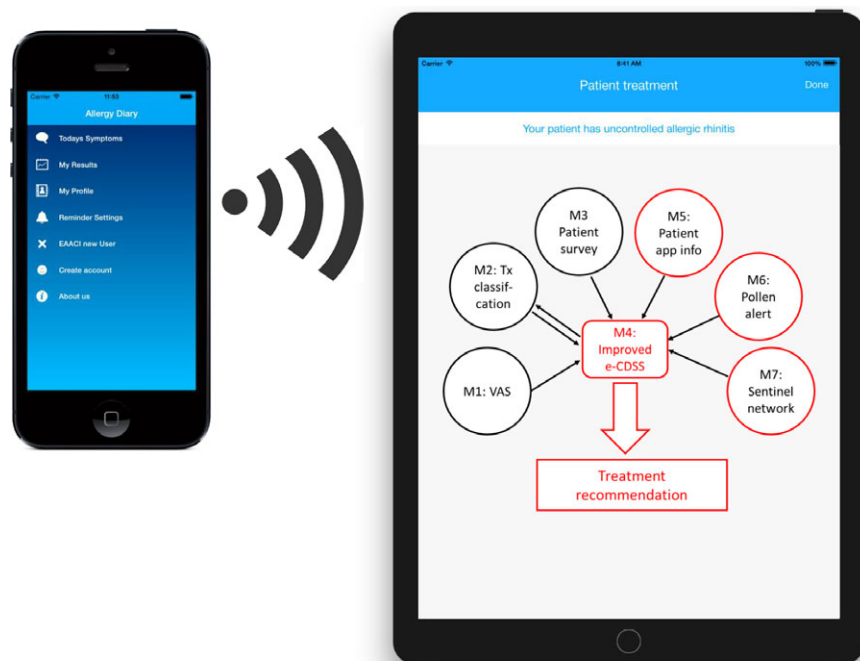 Carrier 11:53
Allergy Diary
Todays Symptoms
My Results
My Profile
Reminder Settings
EAACI new User
Create account
About us
Carrier 8:41 AM 100%
Patient treatment Done
Your patient has uncontrolled allergic rhinitis
M3
Patient
survey
M5:
Patient
app info
M2: Tx
classif-
cation
M6:
Pollen
alert
M4:
Improved
e-CDSS
M1: VAS
M7:
Sentinel
network
Treatment
recommendation